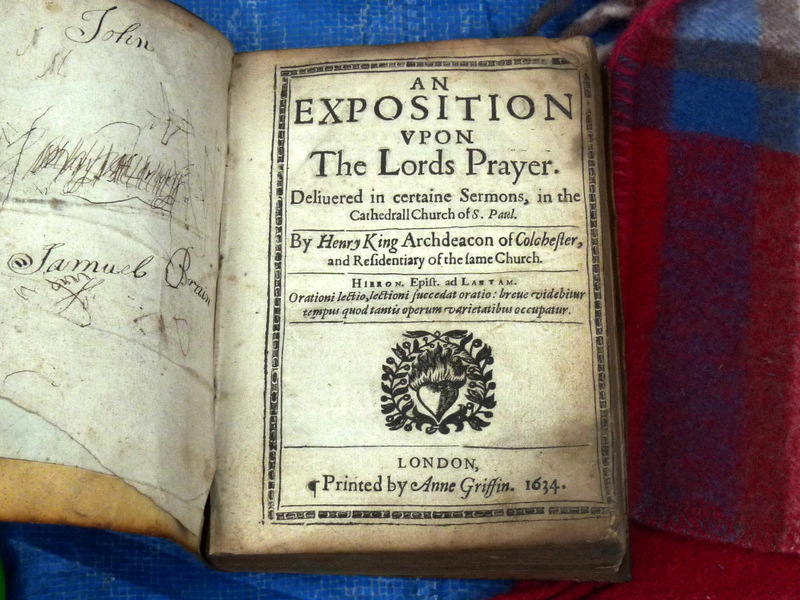 John
Samuel Brain
AN
EXPOSITION
VPON
The Lords Prayer.
Deliuered in certaine Sermons, in the
Cathedrall Church of S. Paul.
By Henry King Archdeacon of Colchester,
and Residentiary of the same Church.
HIERON. Epist. ad LAETAM.
Orationi lectio, lectioni succedat oratio: breue videbitur
tempus quod tantis operum varietatibus occupatur.
LONDON,
Printed by Anne Griffin. 1634.